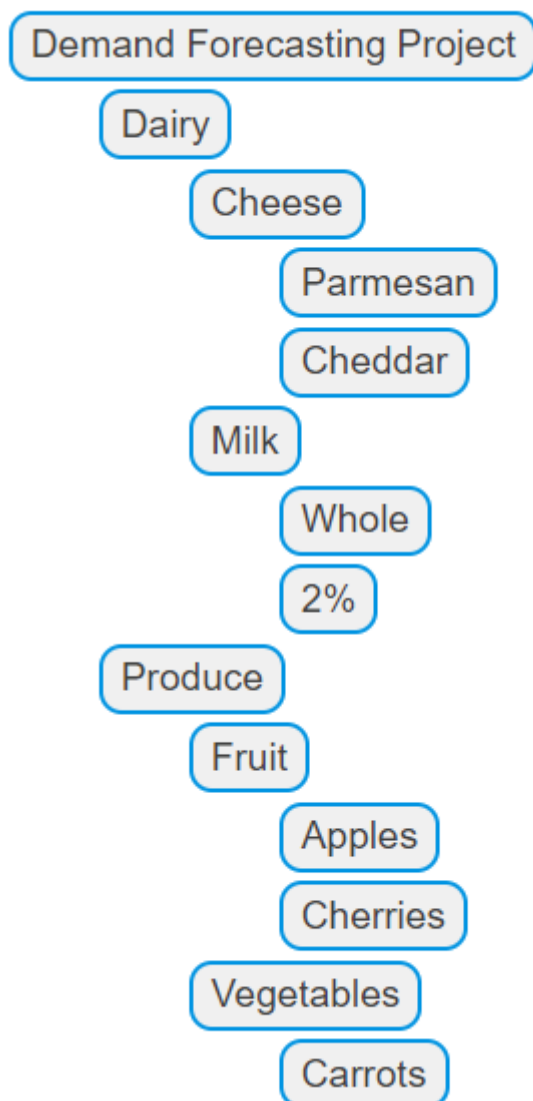 Demand Forecasting Project
Dairy
Cheese
Parmesan
Cheddar
Milk
Whole
2%
Produce
Fruit
Apples
Cherries
Vegetables
Carrots